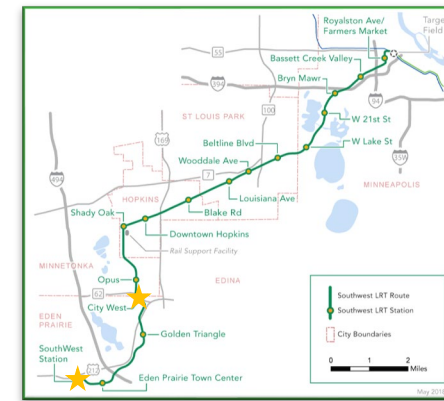 Royalston Ave/
Farmers Market
Target
Field
55
Bassett Creek Valley
394
Bryn Mawr
94
100
ST LOUIS PARK
W 21st St
169
Beltline Blvd
W Lake St
35W
Wooddale Ave
7
494
MINNEAPOLIS
HOPKINS
Louisiana Ave
Blake Rd
Shady Oak
Downtown Hopkins
Rail Support Facility
MINNETONKA
EDINA
Opus
62
City West
EDEN
PRAIRIE
Golden Triangle
SouthWest
Station
212
Eden Prairie Town Center
Southwest LRT Route
Southwest LRT Station
City Boundaries
0 1 2
Miles
May 2018